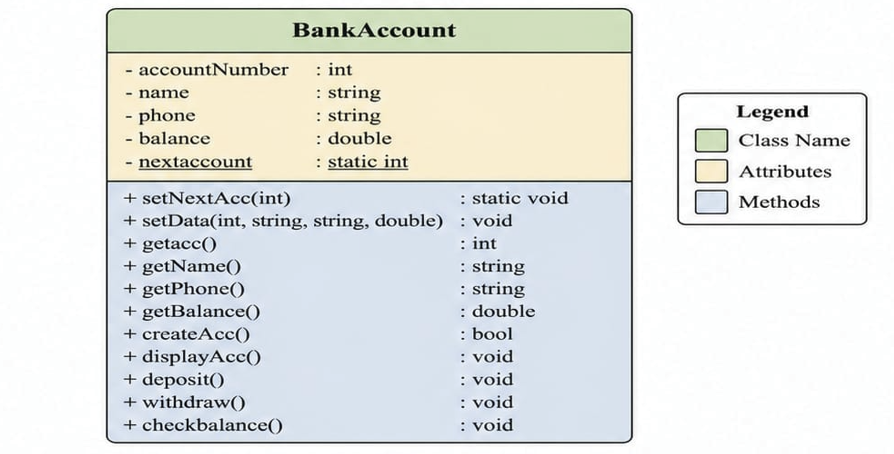 BankAccount
- accountNumber : int
- name : string
- phone : string
- balance : double
- nextaccount : static int
+ setNextAcc(int) : static void
+ setData(int, string, string, double) : void
+ getacc() : int
+ getName() : string
+ getPhone() : string
+ getBalance() : double
+ createAcc() : bool
+ displayAcc() : void
+ deposit() : void
+ withdraw() : void
+ checkbalance() : void
Legend
Class Name
Attributes
Methods